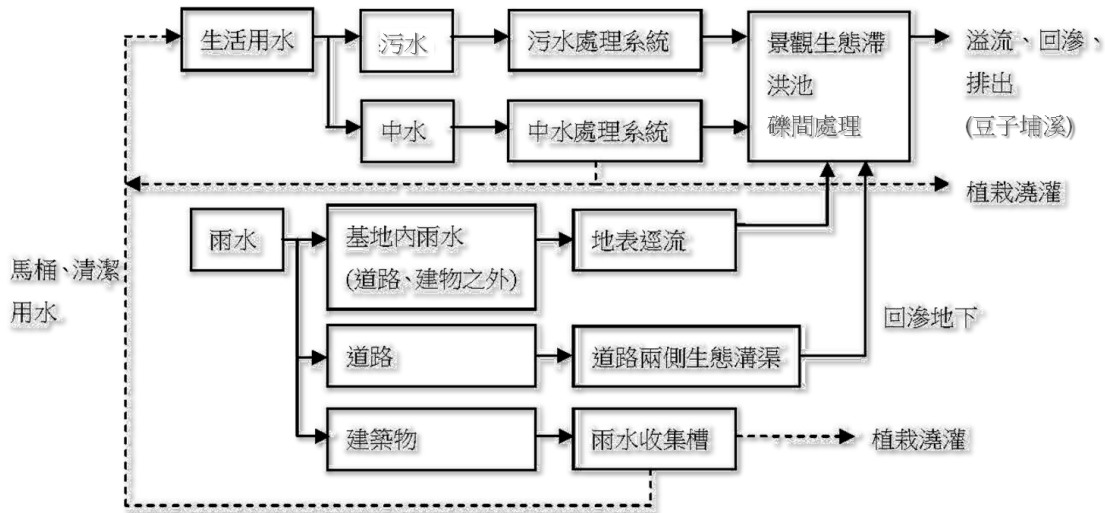 生活用水
污水
污水處理系統
景觀生態滯
洪池
礫間處理
溢流、回滲、
排出
(豆子埔溪)
中水
中水處理系統
植栽澆灌
雨水
基地內雨水
(道路、建物之外)
地表逕流
馬桶、清潔
用水
回滲地下
道路
道路兩側生態溝渠
建築物
雨水收集槽
植栽澆灌